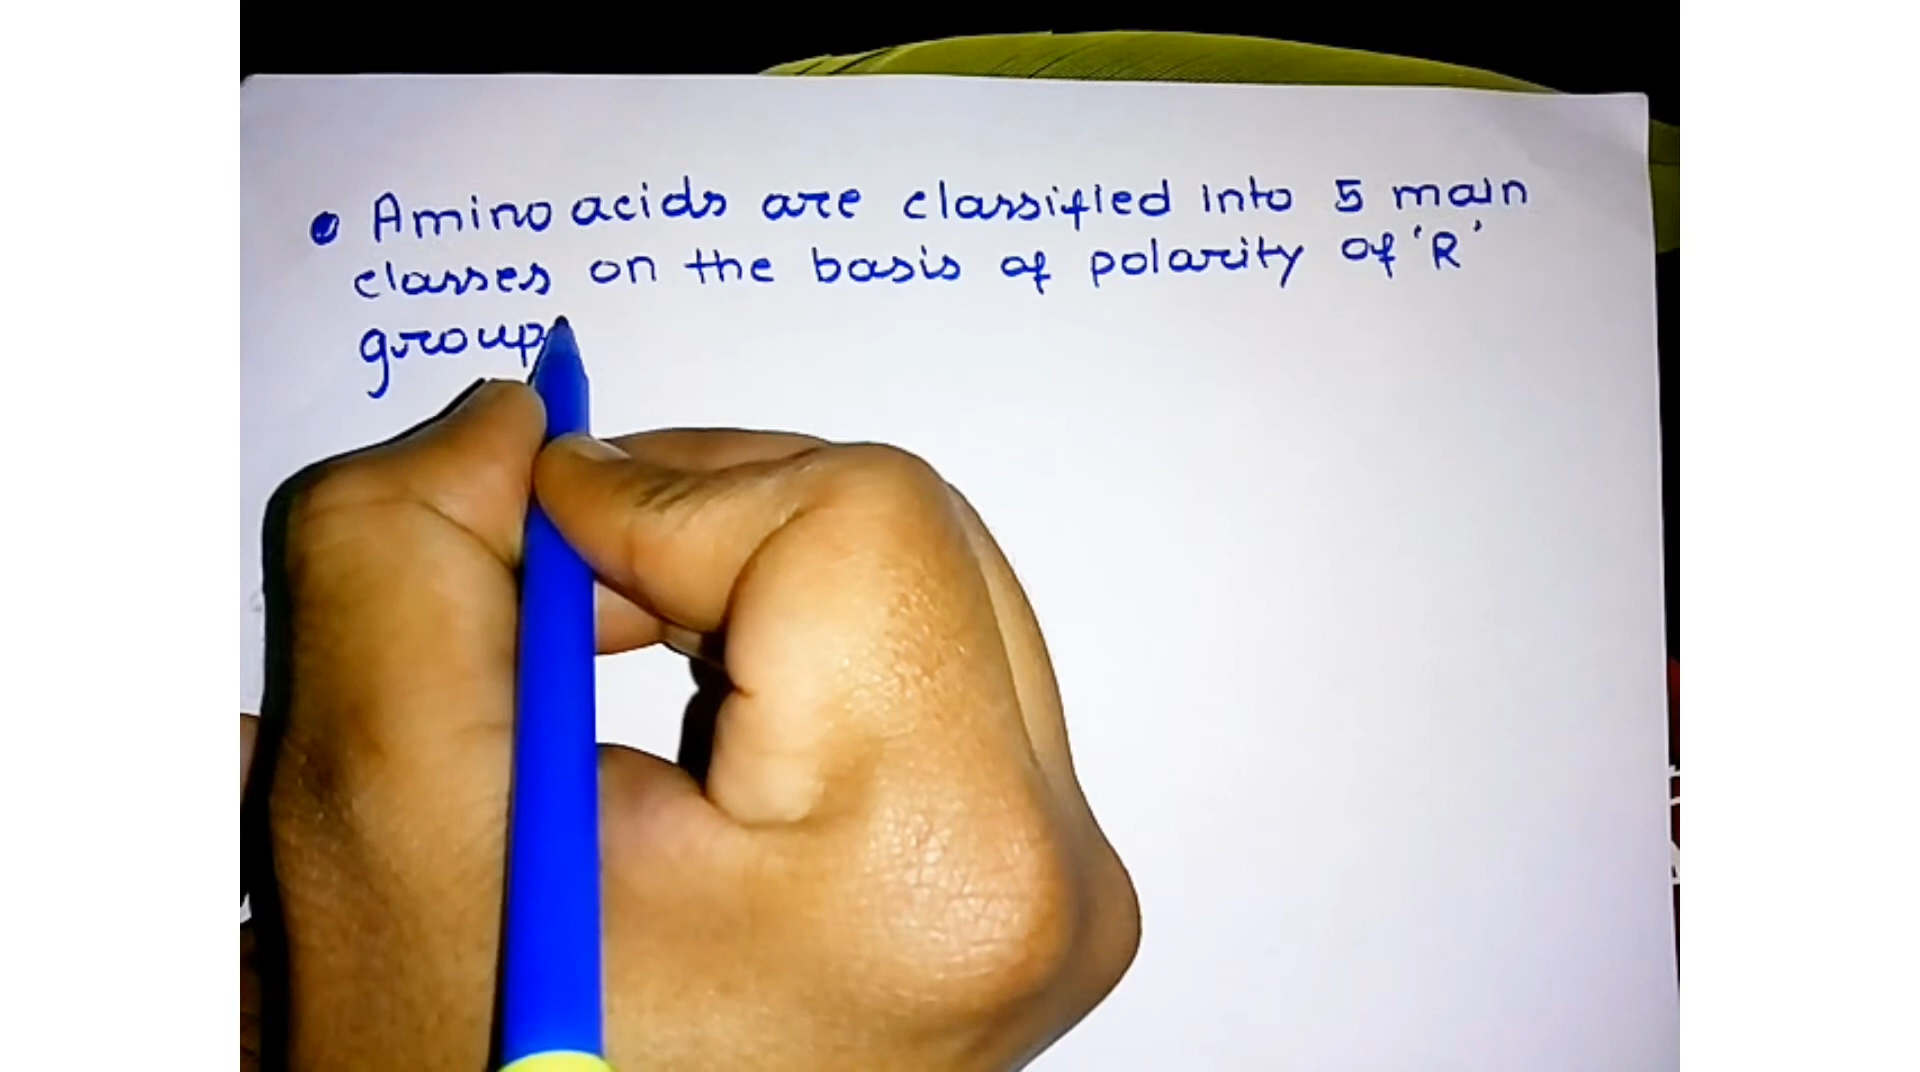 Amino acids are classified into 5 main
classes on the basis of polarity of 'R'
group